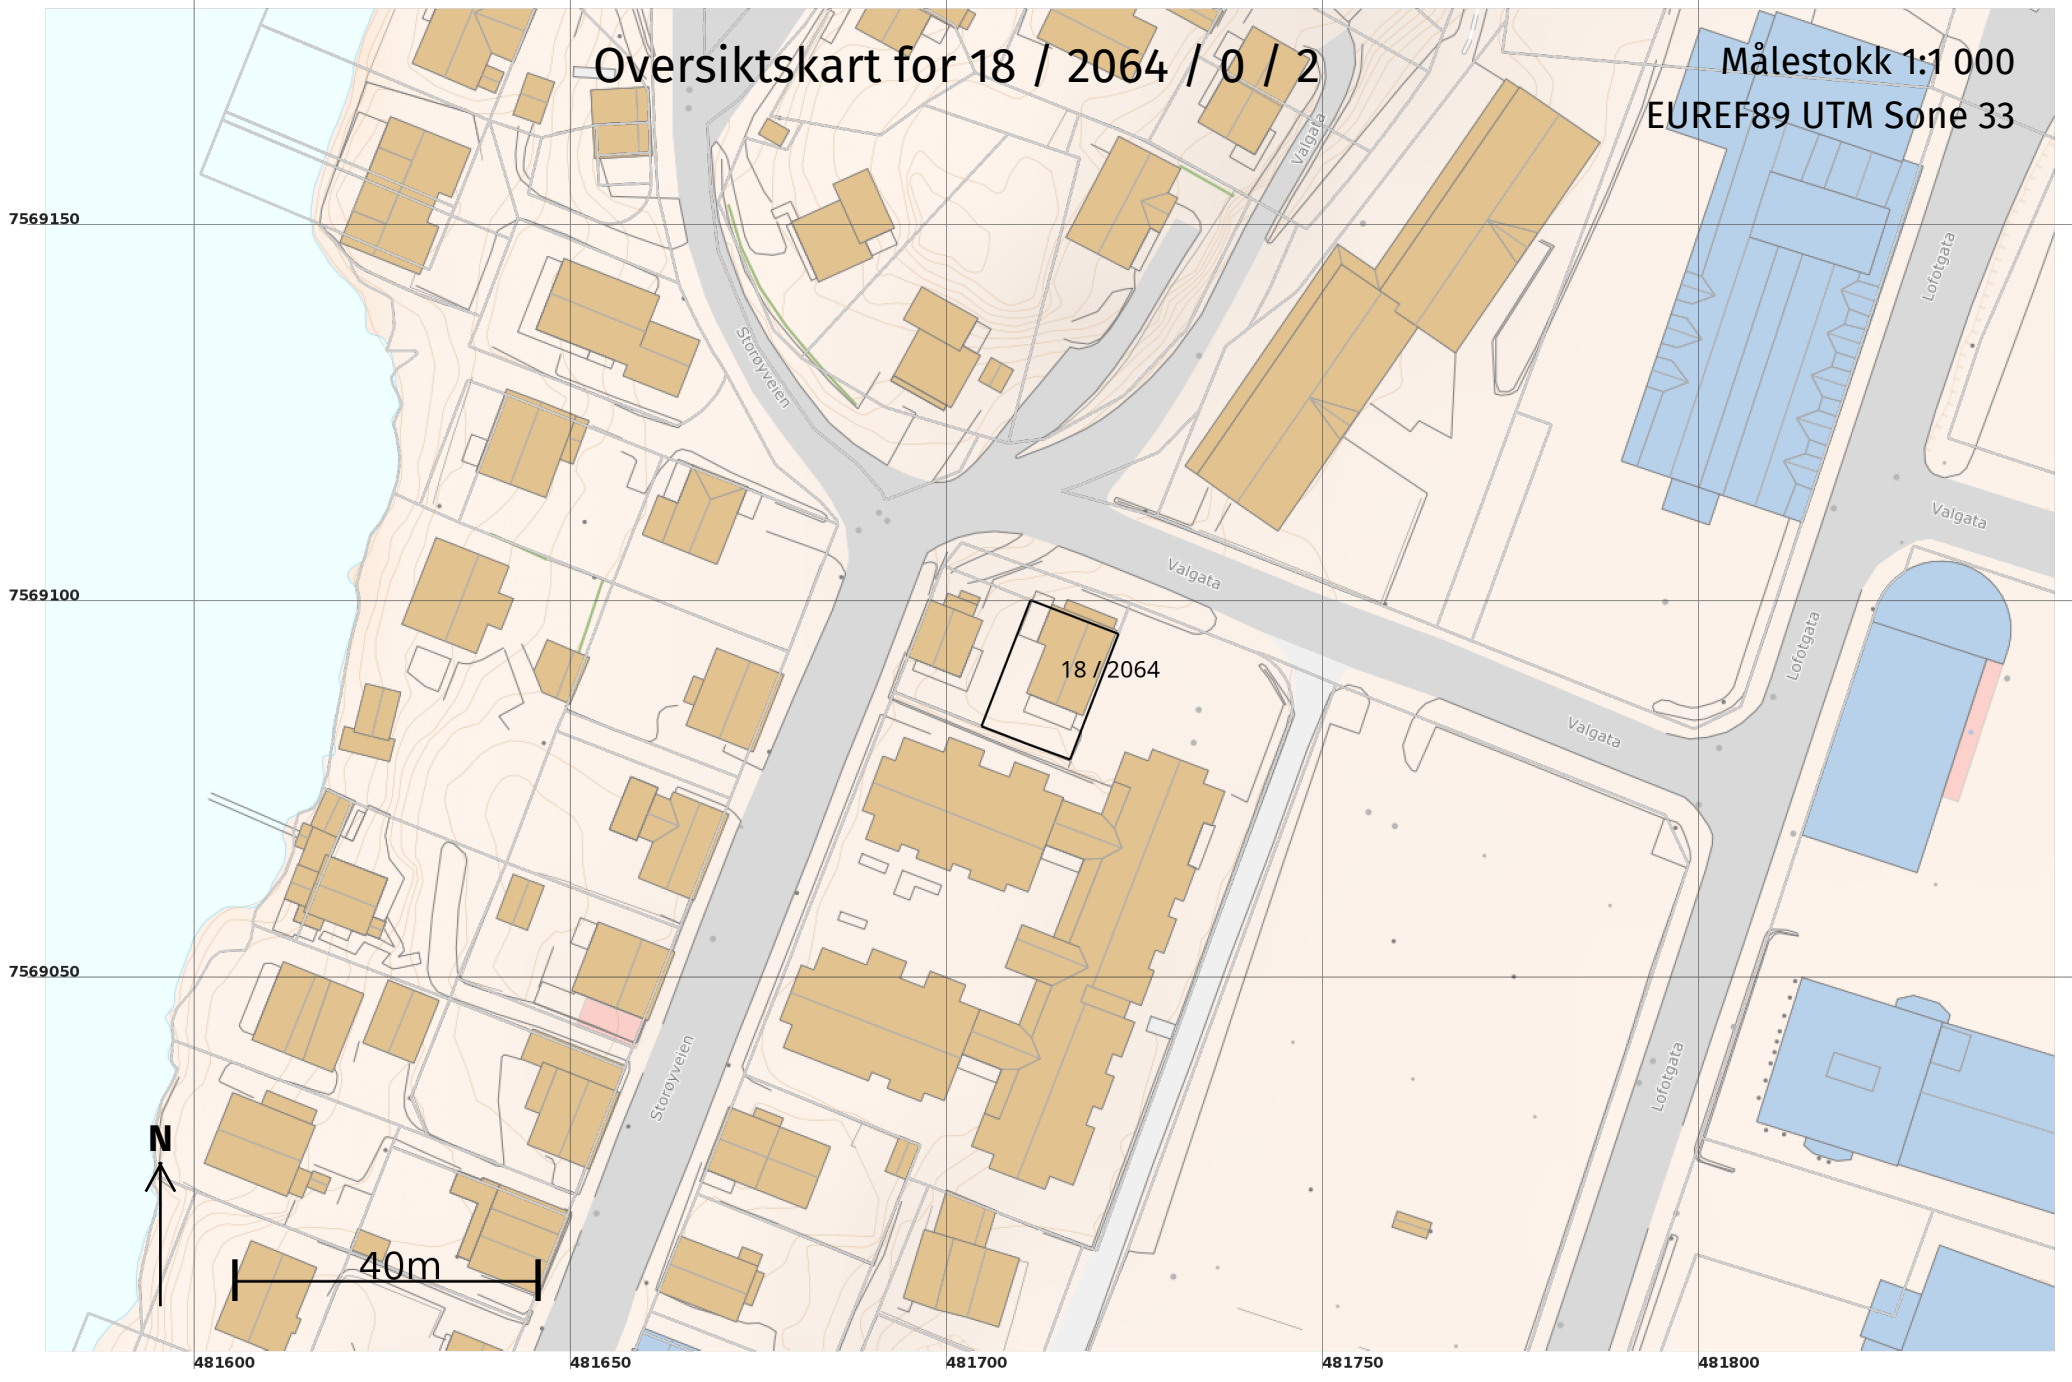 Oversiktskart for 18 / 2064 / 0 / 2
Målestokk 1:1 000
EUREF89 UTM Sone 33
Valgata
7569150
Lofotgata
Storøyveien
Valgata
Valgata
7569100
Lofotgata
18 / 2064
Valgata
7569050
Storøyveien
Lofotgata
N
40m
481600
481650
481700
481750
481800